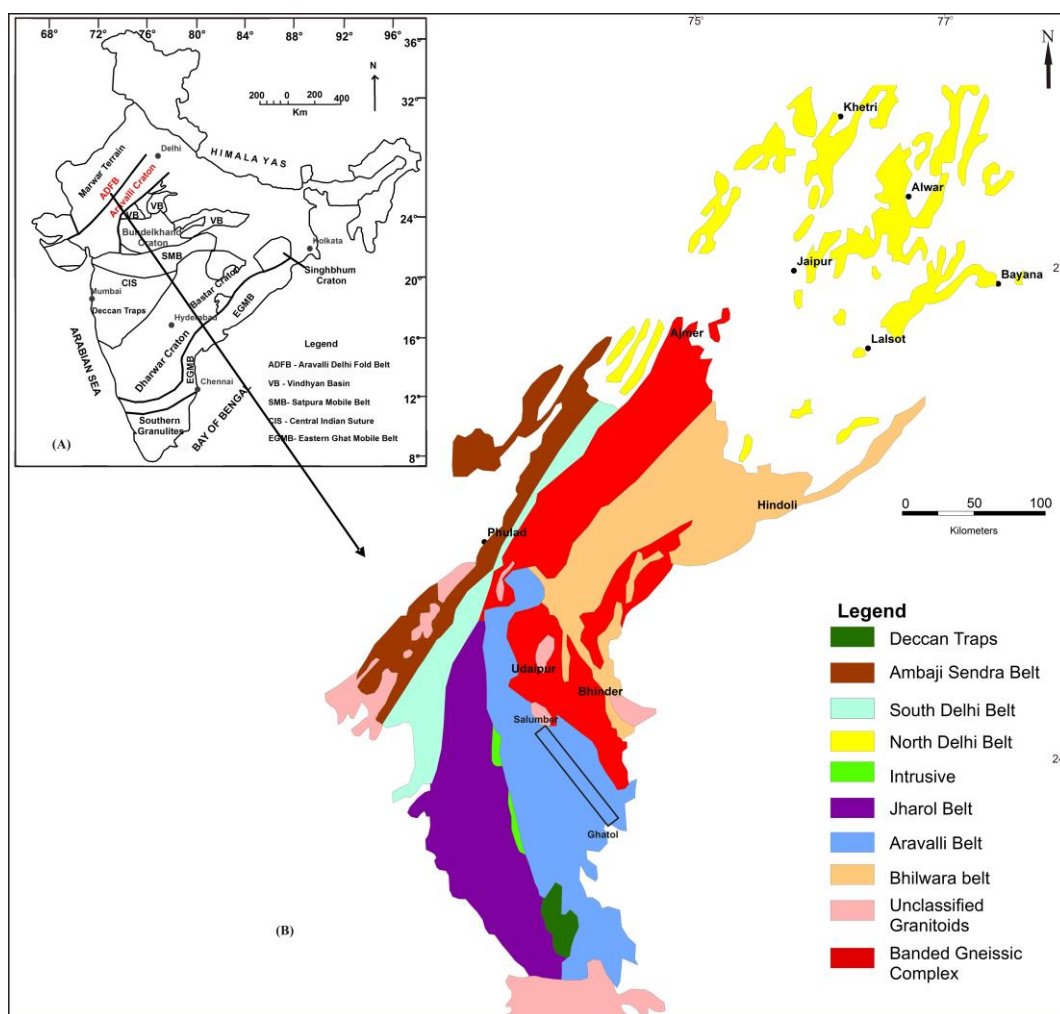 68° 72° 76° 80° 84° 88° 92° 96°
36°
N
200 0 200 400
Km
32°
HIMALAYAS
Delhi
Marwar Terrain
ADFB
Aravalli Craton
VB
VB
VB
Bundelkhand
Craton
SMB
Kolkata
24°
Singhbhum
Craton
CIS
Bastar Craton
20°
Mumbai
Deccan Traps
EGMB
Hyderabad
ARABIAN SEA
Dharwar Craton
EGMB
16°
Chennai
BAY OF BENGAL
Southern
Granulites
Legend
ADFB - Aravalli Delhi Fold Belt
VB - Vindhyan Basin
SMB- Satpura Mobile Belt
12°
CIS - Central Indian Suture
EGMB- Eastern Ghat Mobile Belt
8°
(A)
75° 77°
N
Khetri
Alwar
Jaipur
2
Bayana
Ajmer
Lalsot
Hindoli
0 50 100
Kilometers
Phulad
Udaipur
Bhinder
Salumber
24
Ghatol
(B)
Legend
Deccan Traps
Ambaji Sendra Belt
South Delhi Belt
North Delhi Belt
Intrusive
Jharol Belt
Aravalli Belt
Bhilwara belt
Unclassified
Granitoids
Banded Gneissic
Complex